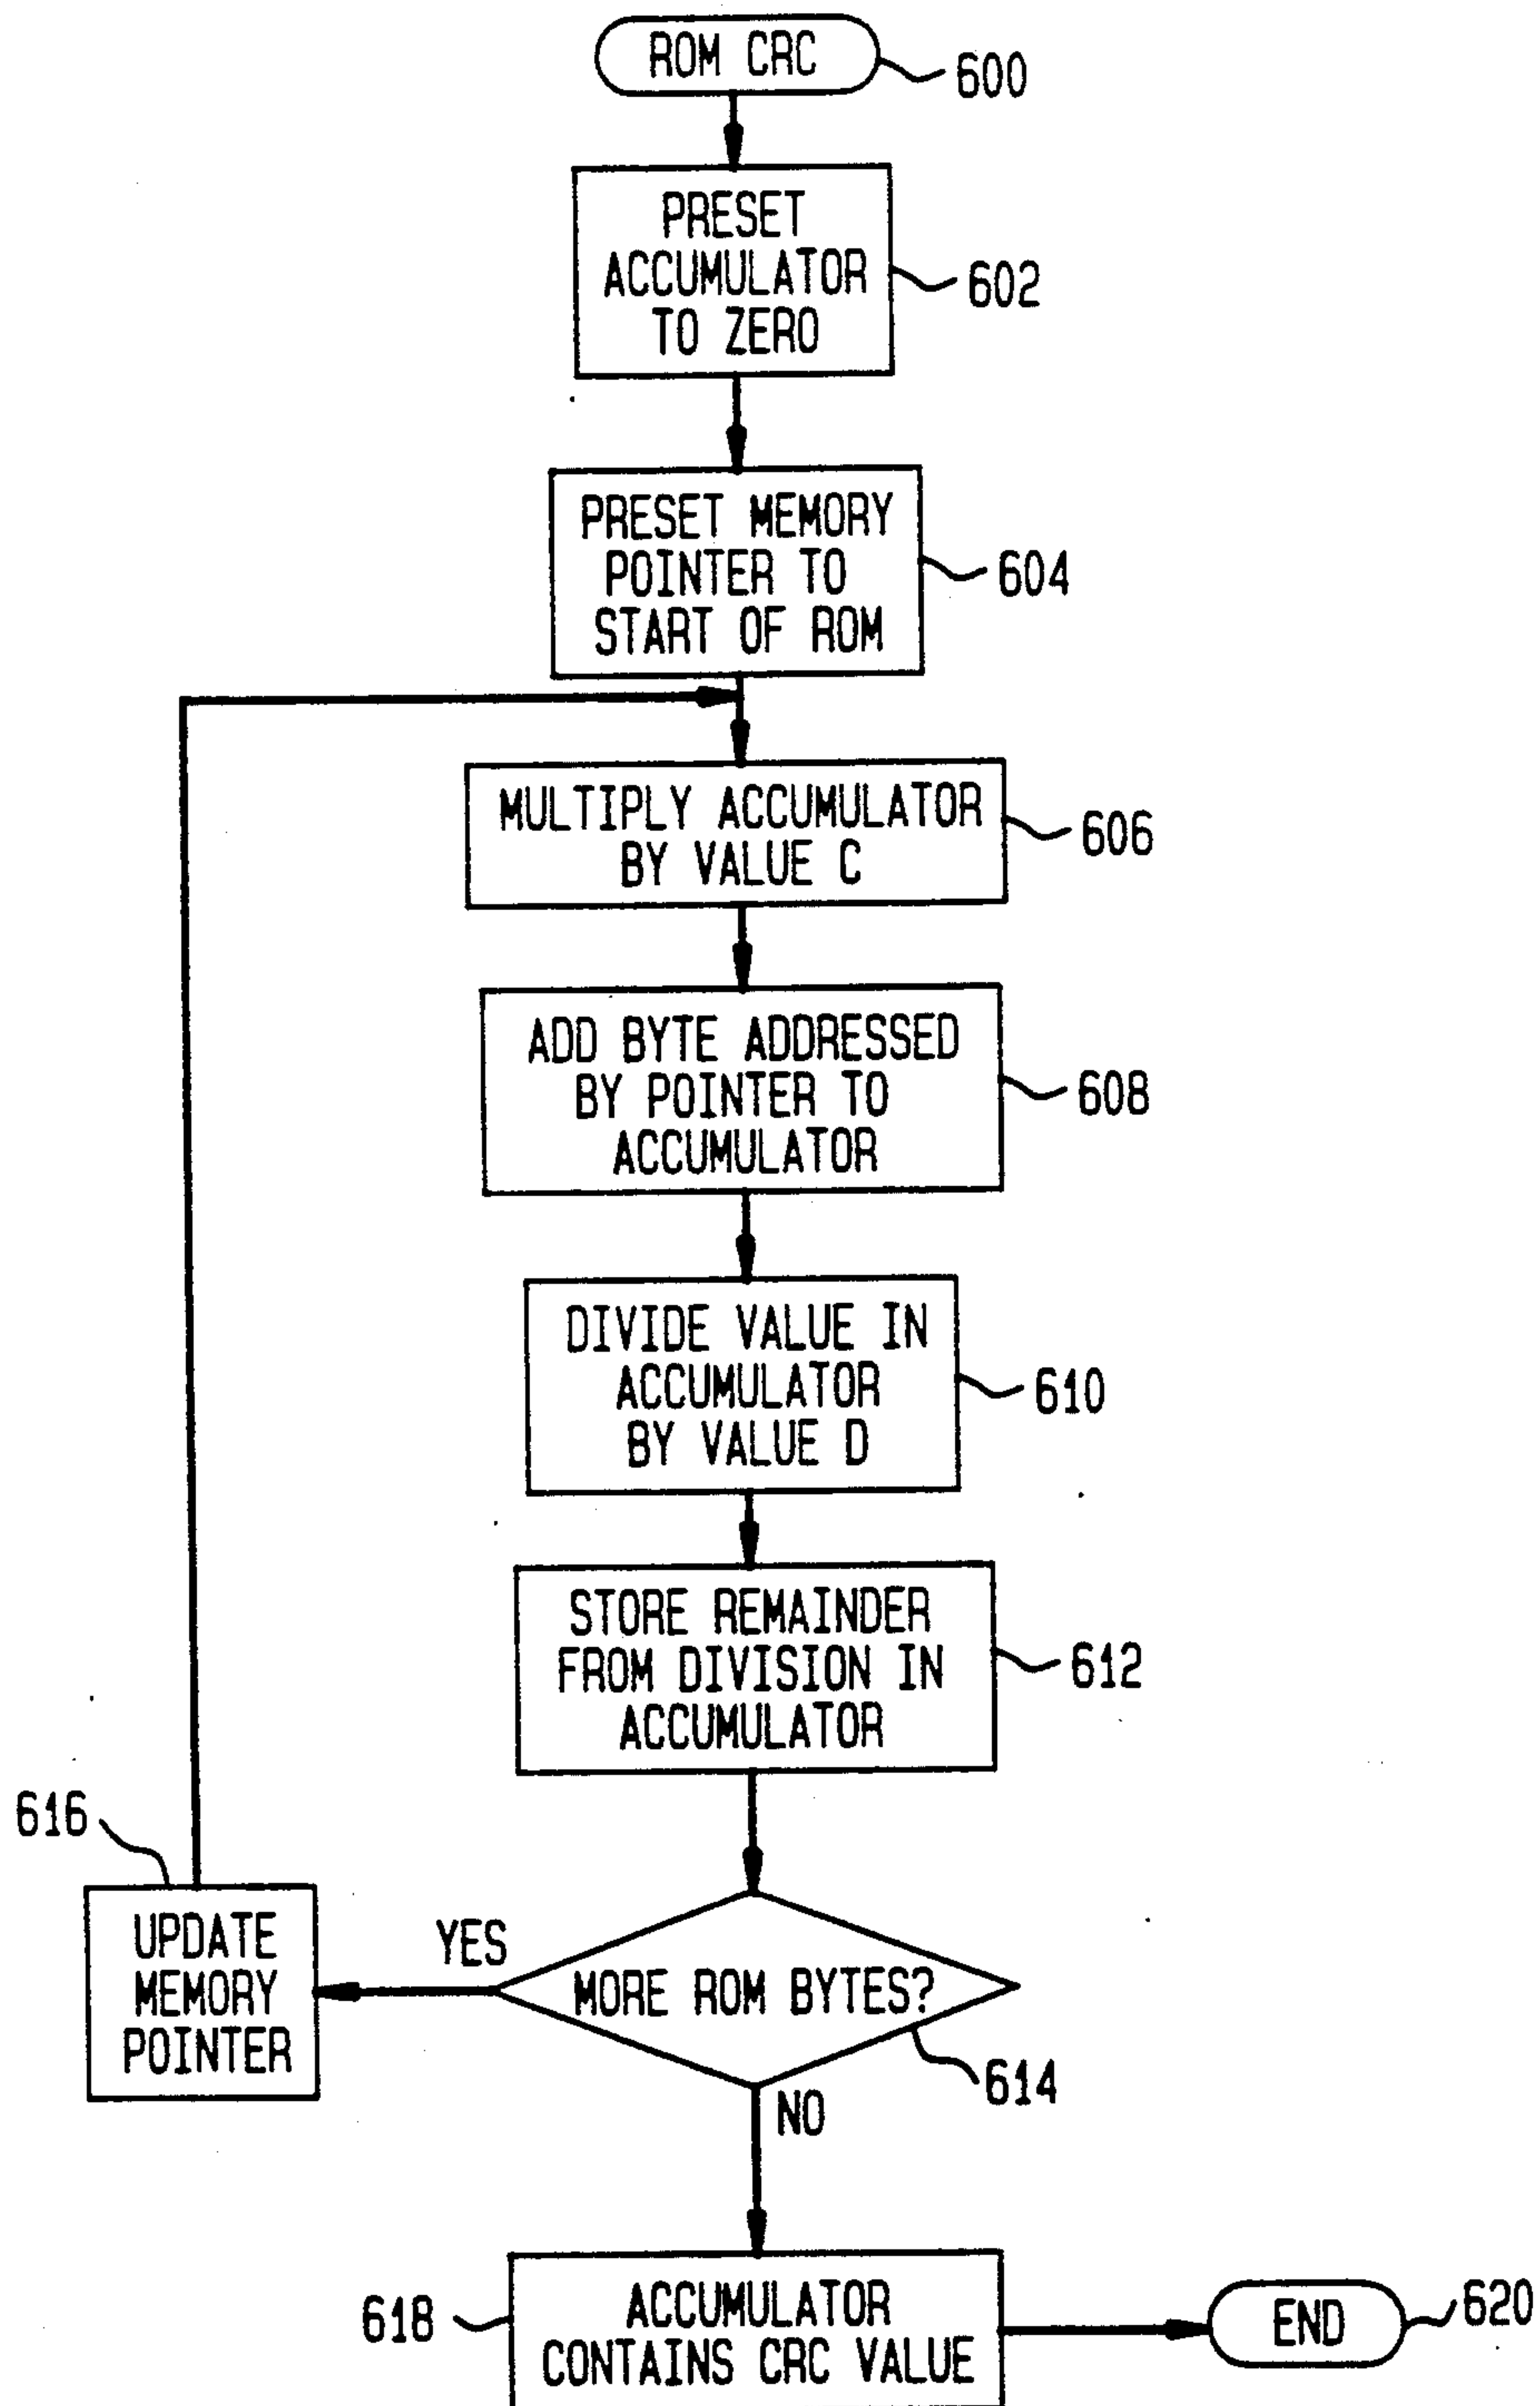 ROM CRC
600
PRESET
ACCUMULATOR
TO ZERO
602
PRESET MEMORY
POINTER TO
START OF ROM
604
MULTIPLY ACCUMULATOR
BY VALUE C
606
ADD BYTE ADDRESSED
BY POINTER TO
ACCUMULATOR
608
DIVIDE VALUE IN
ACCUMULATOR
BY VALUE D
610
STORE REMAINDER
FROM DIVISION IN
ACCUMULATOR
612
616
UPDATE
MEMORY
POINTER
YES
MORE ROM BYTES?
614
NO
618
ACCUMULATOR
CONTAINS CRC VALUE
END
620